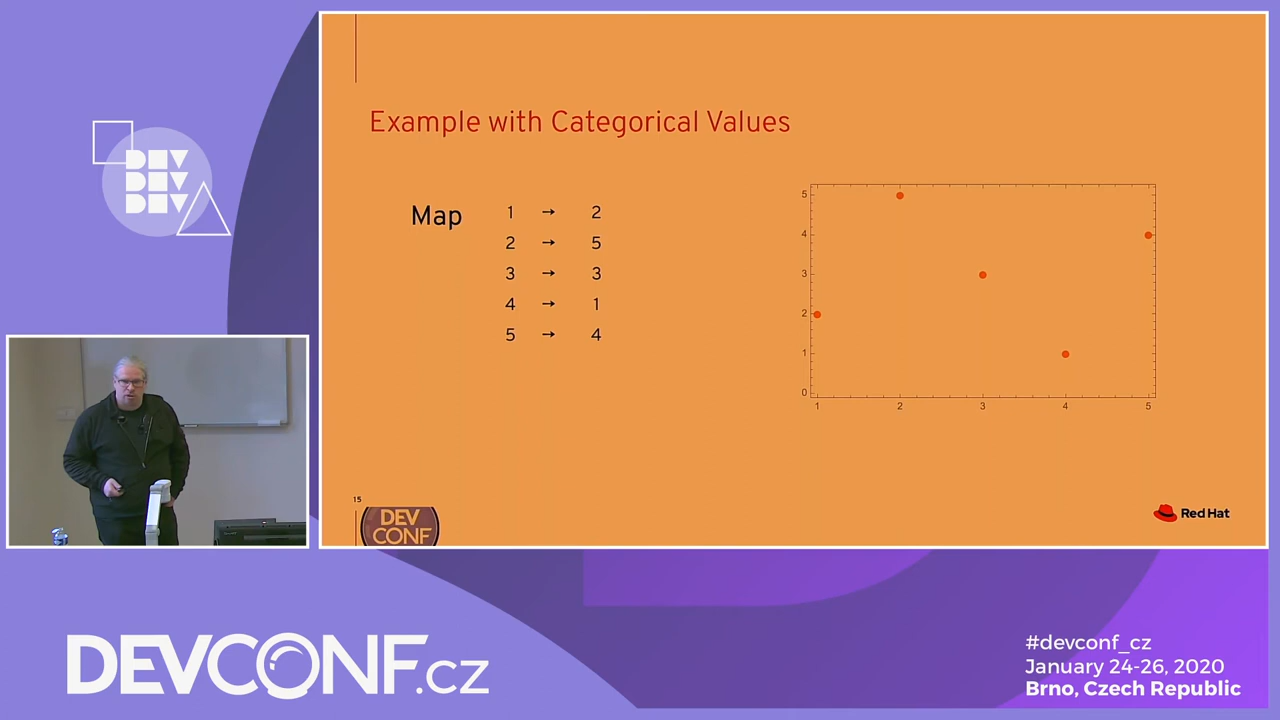 DEV
DEV
DEV
Example with Categorical Values
Map
1 → 2
2 → 5
3 → 3
4 → 1
5 → 4
5
4
3
2
1
0
1 2 3 4 5
15
DEV
CONF
Red Hat
DEVCONF.cz
#devconf_cz
January 24-26, 2020
Brno, Czech Republic